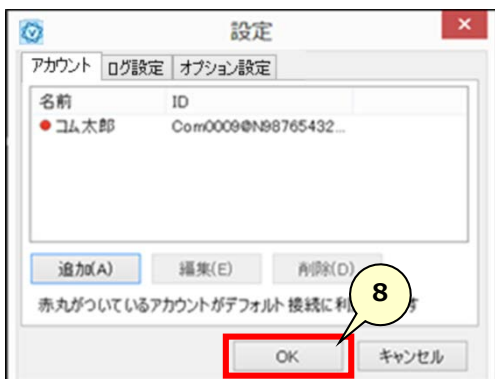 設定
アカウント ログ設定 オプション設定
名前 ID
コム太郎 Com0009@N98765432...
追加(A) 編集(E) 削除(D)
赤丸がついているアカウントがデフォルト接続に利 す
8
OK キャンセル